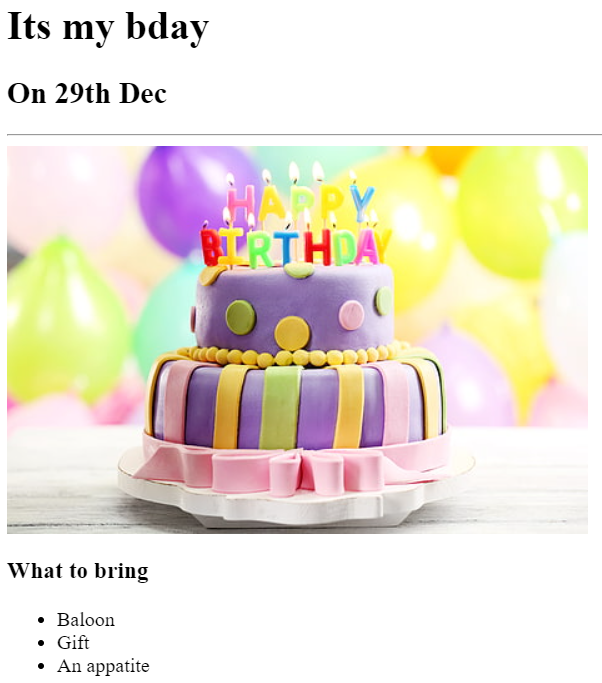 Its my bday
On 29th Dec
HAPPY
BIRTHDAY
What to bring
Baloon
Gift
An appatite